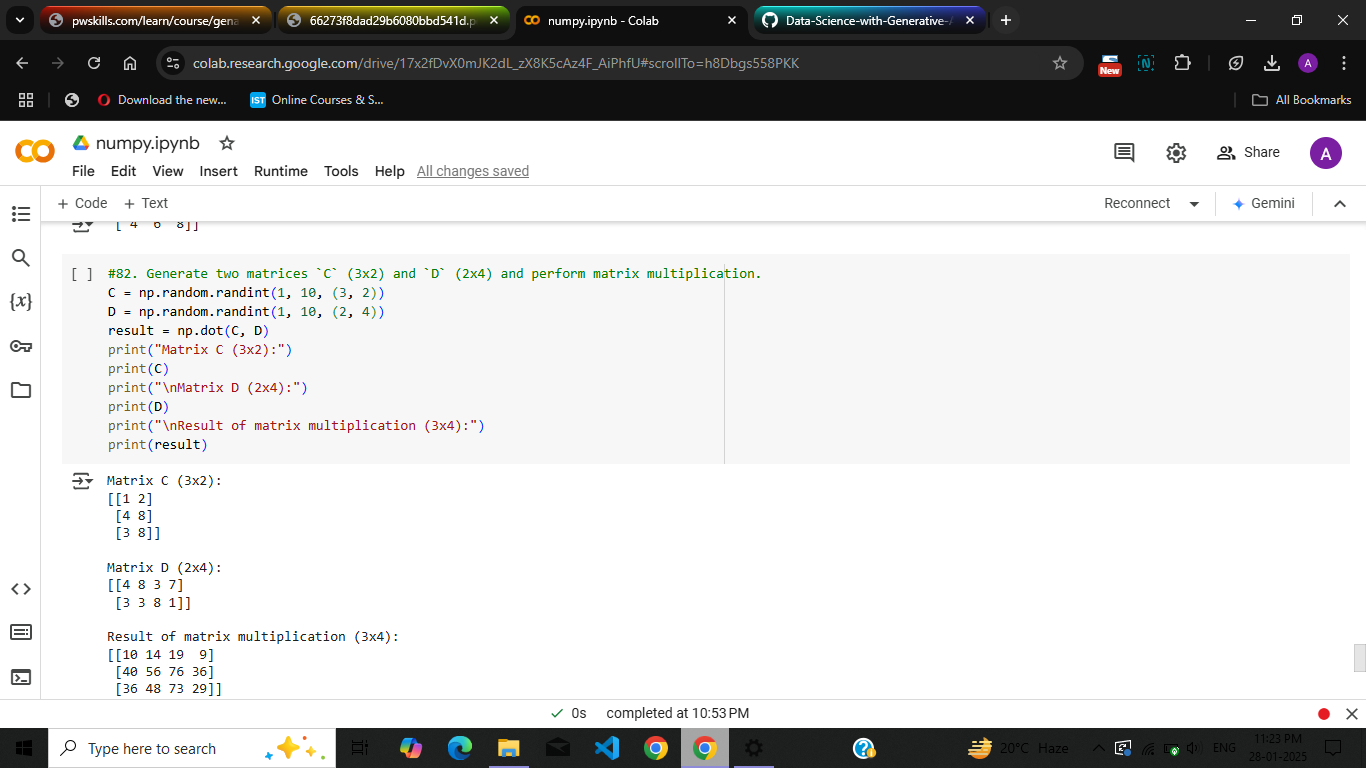 pwskills.com/learn/course/gena
66273f8dad29b6080bbd541d.p
numpy.ipynb - Colab
Data-Science-with-Generative-A
colab.research.google.com/drive/17x2fDvX0mJK2dL_zX8K5cAz4F_AiPhfU#scrollTo=h8Dbgs558PKK
New
N
A
Download the new...
IST
Online Courses & S...
All Bookmarks
numpy.ipynb
File Edit View Insert Runtime Tools Help All changes saved
Share
A
+ Code + Text
Reconnect
Gemini
{x}
[ 4 6 8]]
[ ]
#82. Generate two matrices `C` (3x2) and `D` (2x4) and perform matrix multiplication.
C = np.random.randint(1, 10, (3, 2))
D = np.random.randint(1, 10, (2, 4))
result = np.dot(C, D)
print("Matrix C (3x2):")
print(C)
print("\nMatrix D (2x4):")
print(D)
print("\nResult of matrix multiplication (3x4):")
print(result)
Matrix C (3x2):
[[1 2]
 [4 8]
 [3 8]]
Matrix D (2x4):
[[4 8 3 7]
 [3 3 8 1]]
Result of matrix multiplication (3x4):
[[10 14 19  9]
 [40 56 76 36]
 [36 48 73 29]]
0s completed at 10:53 PM
Type here to search
20°C Haze
ENG
11:23 PM
28-01-2025